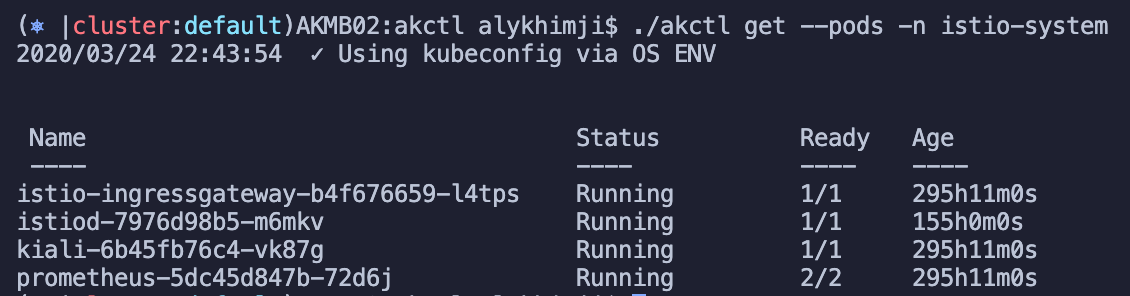 (⎈ |cluster:default)AKMB02:akctl alykhimji$ ./akctl get --pods -n istio-system
2020/03/24 22:43:54  ✓ Using kubeconfig via OS ENV
Name Status Ready Age
---- ---- ---- ----
istio-ingressgateway-b4f676659-l4tps Running 1/1 295h11m0s
istiod-7976d98b5-m6mkv Running 1/1 155h0m0s
kiali-6b45fb76c4-vk87g Running 1/1 295h11m0s
prometheus-5dc45d847b-72d6j Running 2/2 295h11m0s